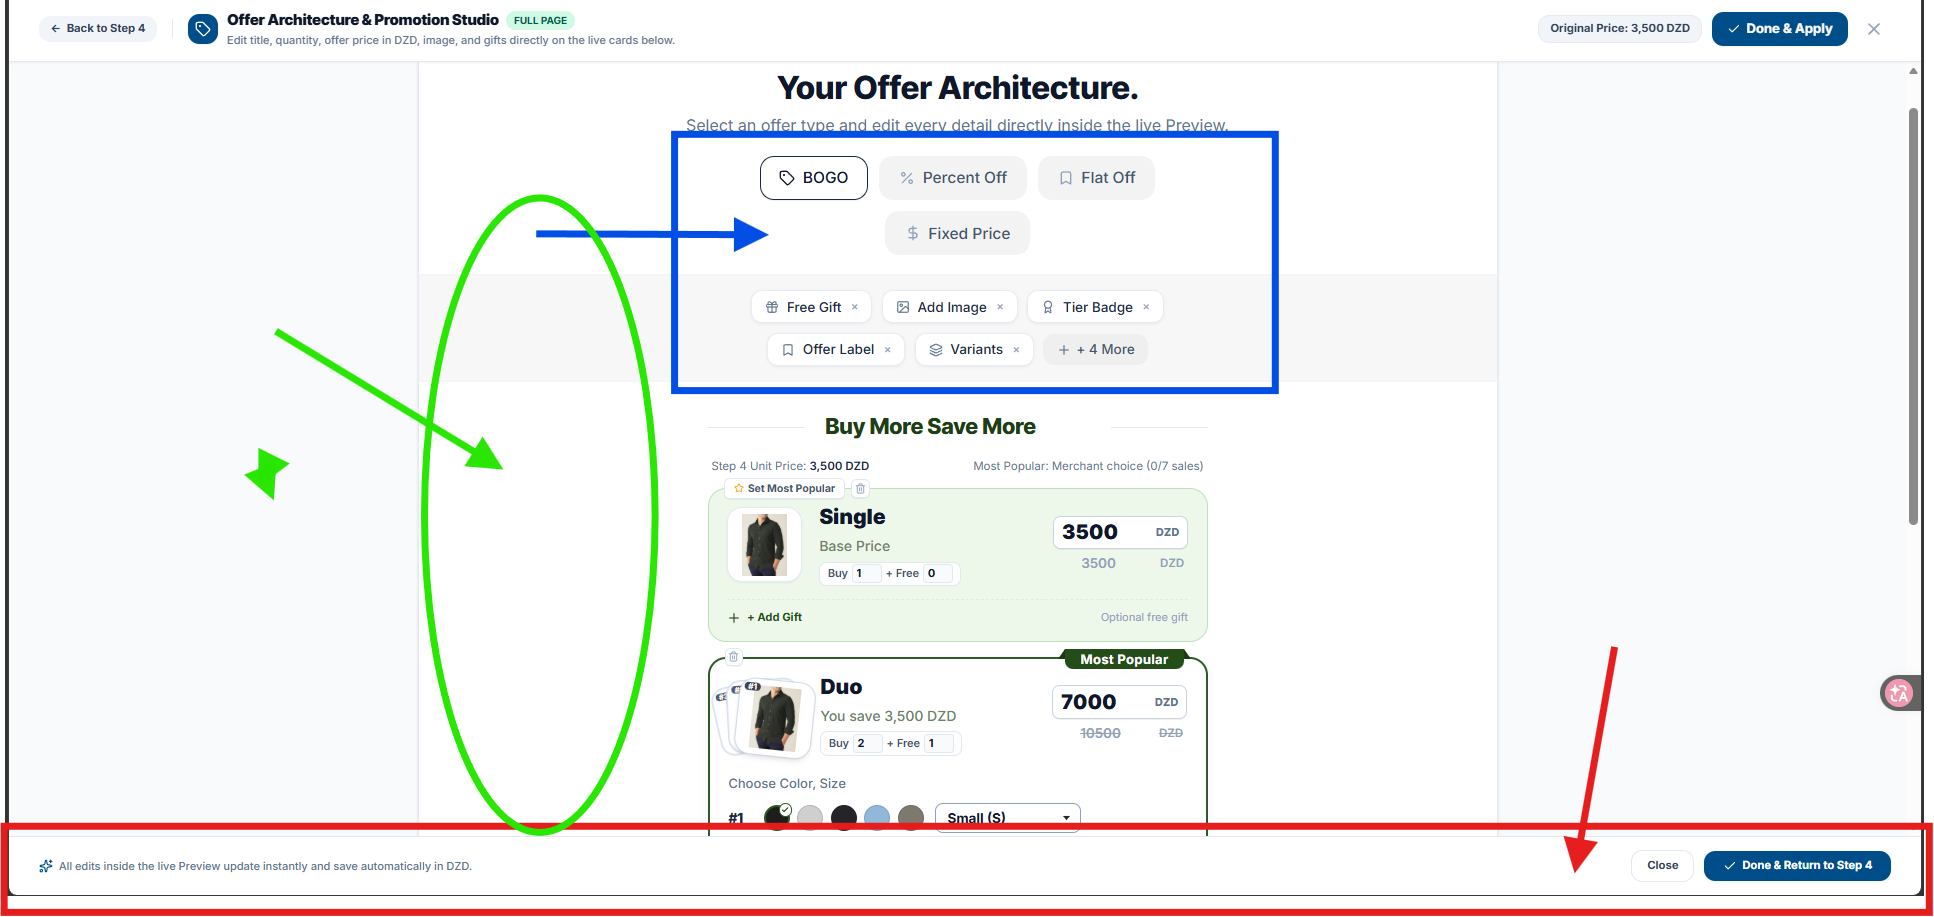 Back to Step 4
Offer Architecture & Promotion Studio
FULL PAGE
Edit title, quantity, offer price in DZD, image, and gifts directly on the live cards below.
Original Price: 3,500 DZD
Done & Apply
Your Offer Architecture.
Select an offer type and edit every detail directly inside the live Preview.
BOGO
Percent Off
Flat Off
Fixed Price
Free Gift ×
Add Image ×
Tier Badge ×
Offer Label ×
Variants ×
+ 4 More
Buy More Save More
Step 4 Unit Price: 3,500 DZD
Most Popular: Merchant choice (0/7 sales)
Set Most Popular
Single
Base Price
Buy 1 + Free 0
3500 DZD
3500 DZD
+ Add Gift
Optional free gift
Most Popular
#1
Duo
You save 3,500 DZD
Buy 2 + Free 1
7000 DZD
10500 DZD
Choose Color, Size
#1
Small (S)
All edits inside the live Preview update instantly and save automatically in DZD.
Close
Done & Return to Step 4